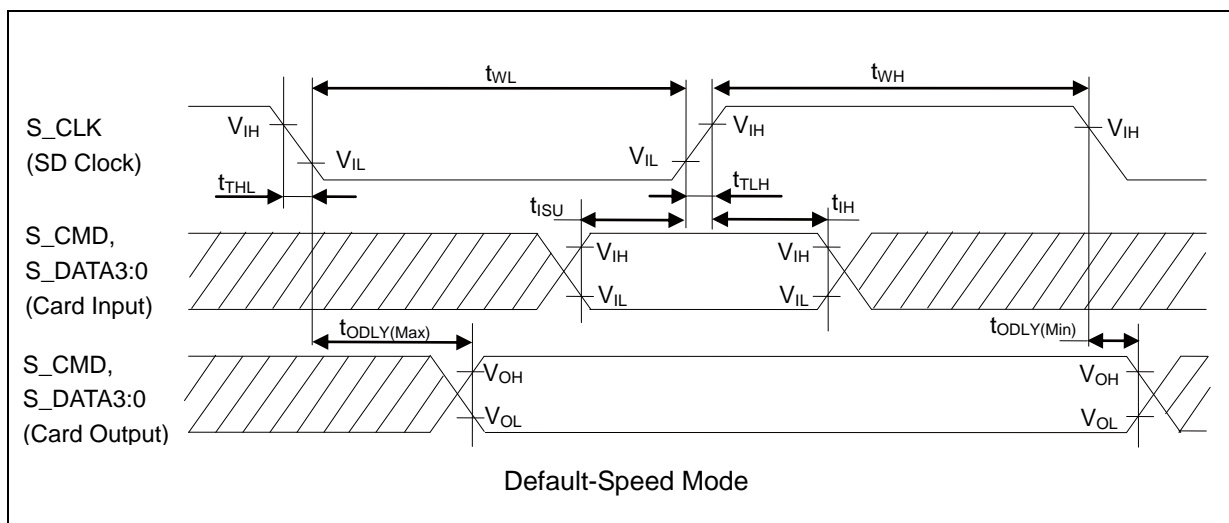 tWL
tWH
S_CLK
(SD Clock)
VIH
VIL
VIL
VIH
VIH
tTHL
tTLH
tISU
tIH
S_CMD,
S_DATA3:0
(Card Input)
VIH
VIL
VIH
VIL
tODLY(Max)
tODLY(Min)
S_CMD,
S_DATA3:0
(Card Output)
VOH
VOL
VOH
VOL
Default-Speed Mode